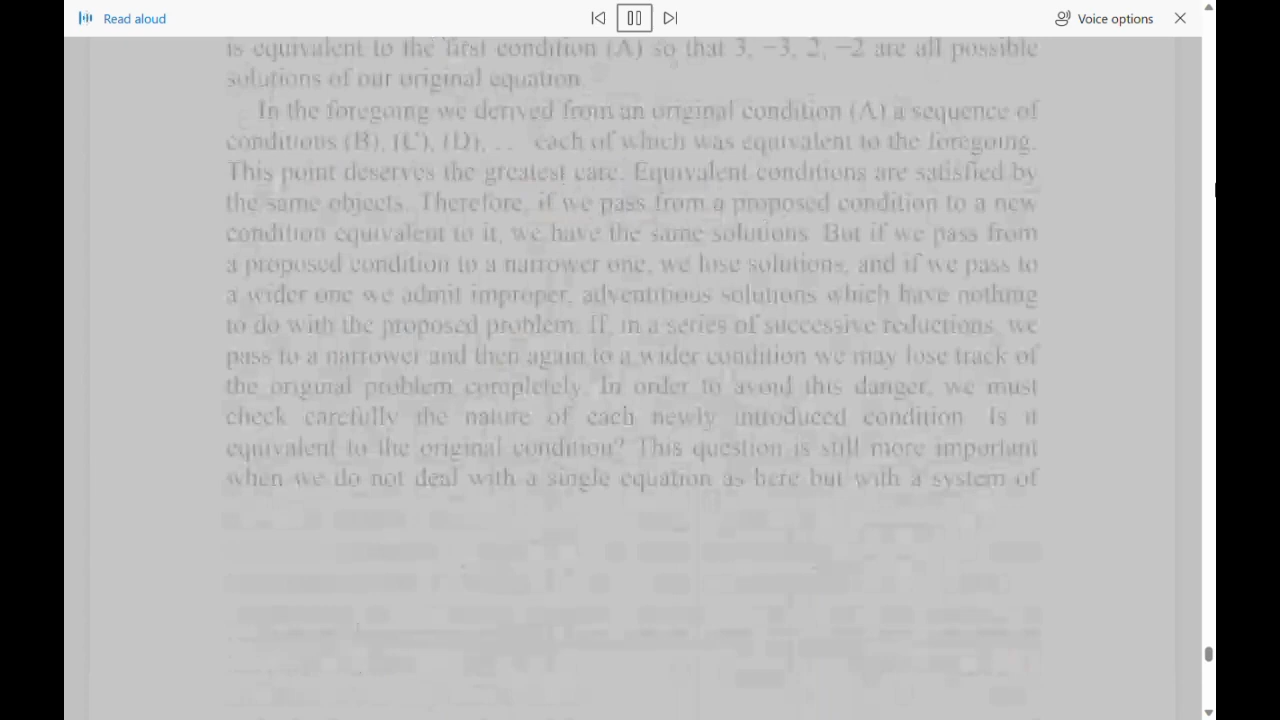 Read aloud
Voice options
is equivalent to the first condition (A) so that 3, −3, 2, −2 are all possible
solutions of our original equation.
In the foregoing we derived from an original condition (A) a sequence of
conditions (B), (C), (D), … each of which was equivalent to the foregoing.
This point deserves the greatest care. Equivalent conditions are satisfied by
the same objects. Therefore, if we pass from a proposed condition to a new
condition equivalent to it, we have the same solutions. But if we pass from
a proposed condition to a narrower one, we lose solutions, and if we pass to
a wider one we admit improper, adventitious solutions which have nothing
to do with the proposed problem. If, in a series of successive reductions, we
pass to a narrower and then again to a wider condition we may lose track of
the original problem completely. In order to avoid this danger, we must
check carefully the nature of each newly introduced condition. Is it
equivalent to the original condition? This question is still more important
when we do not deal with a single equation as here but with a system of